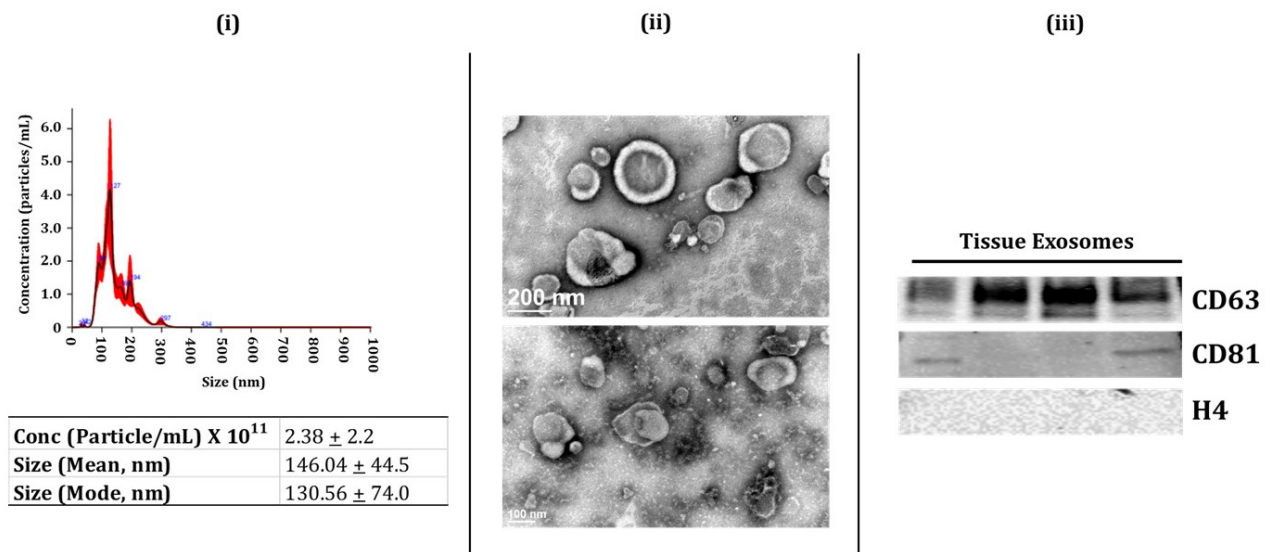 (i)
(ii)
(iii)
Concentration (particles/mL)
6.0
5.0
4.0
3.0
2.0
1.0
0
27
434
0 100 200 300 400 500 600 700 800 900 1000
Size (nm)
Conc (Particle/mL) X 10¹¹ 2.38 ± 2.2
Size (Mean, nm) 146.04 ± 44.5
Size (Mode, nm) 130.56 ± 74.0
200 nm
100 nm
Tissue Exosomes
CD63
CD81
H4